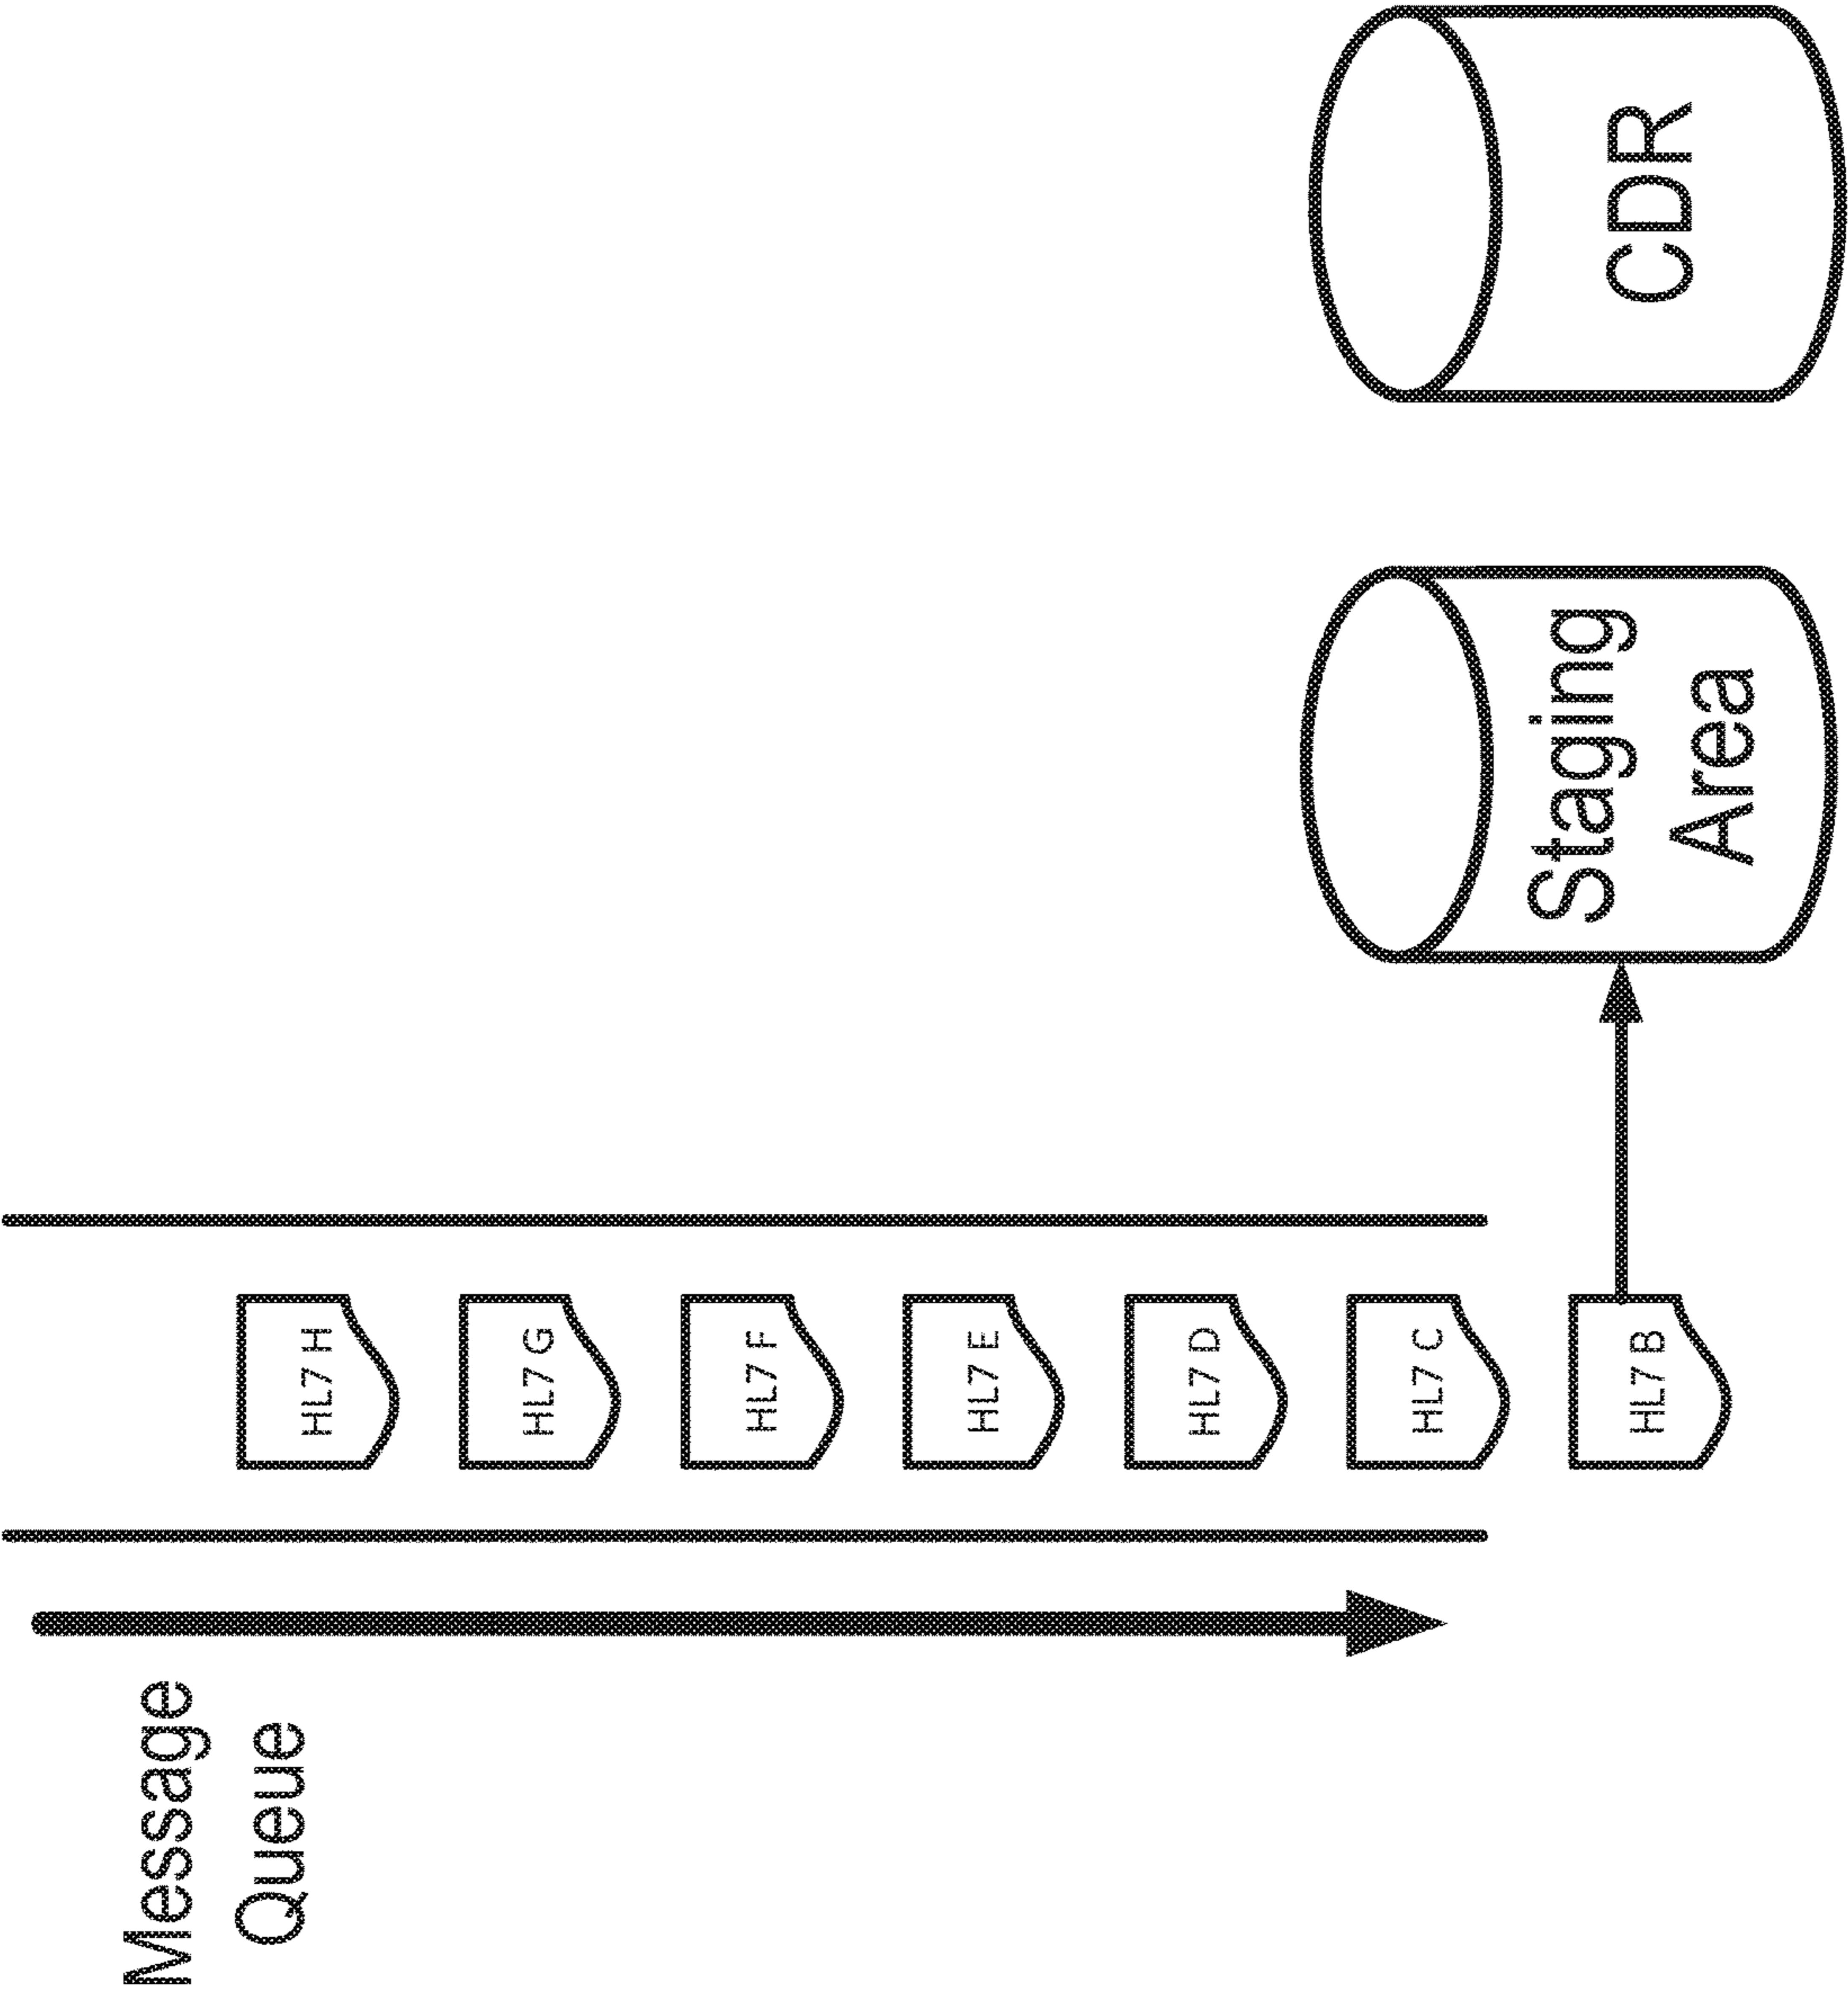 Message
Queue
HL7 H
HL7 G
HL7 F
HL7 E
HL7 D
HL7 C
HL7 B
Staging
Area
CDR